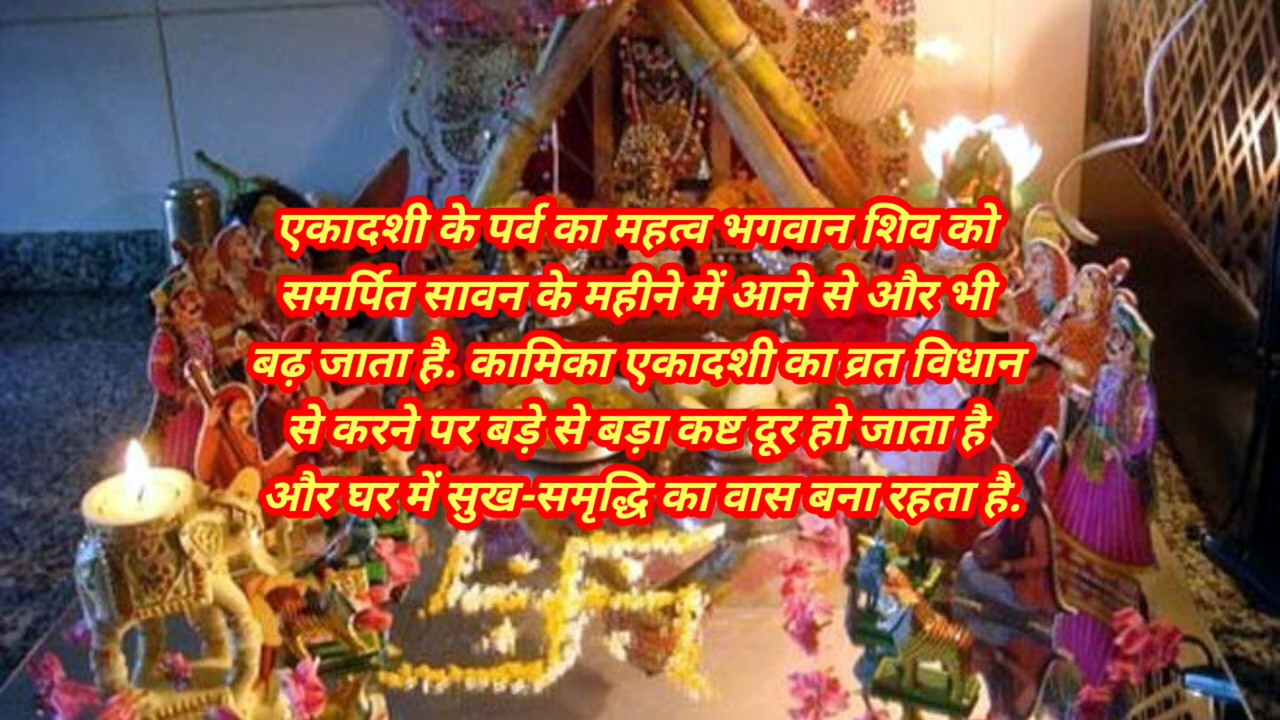 एकादशी के पर्व का महत्व भगवान शिव को
समर्पित सावन के महीने में आने से और भी
बढ़ जाता है. कामिका एकादशी का व्रत विधान
से करने पर बड़े से बड़ा कष्ट दूर हो जाता है
और घर में सुख-समृद्धि का वास बना रहता है.